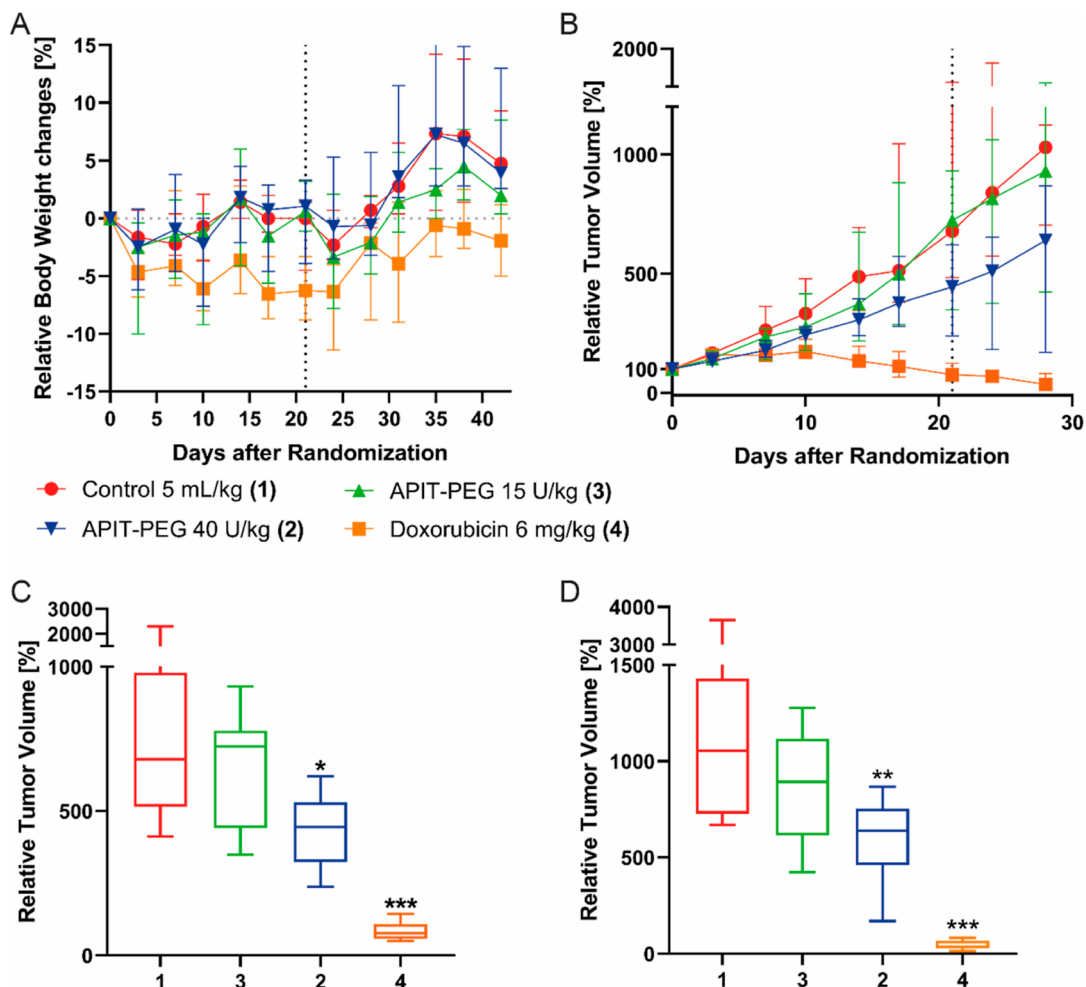 A
Relative Body Weight changes [%]
15
10
5
0
-5
-10
-15
0 5 10 15 20 25 30 35 40
Days after Randomization
B
Relative Tumor Volume [%]
2000
1000
500
100
0
0 10 20 30
Days after Randomization
Control 5 mL/kg (1)
APIT-PEG 15 U/kg (3)
APIT-PEG 40 U/kg (2)
Doxorubicin 6 mg/kg (4)
C
Relative Tumor Volume [%]
3000
2000
1000
500
0
*
***
1 3 2 4
D
Relative Tumor Volume [%]
4000
3000
1500
1000
500
0
**
***
1 3 2 4